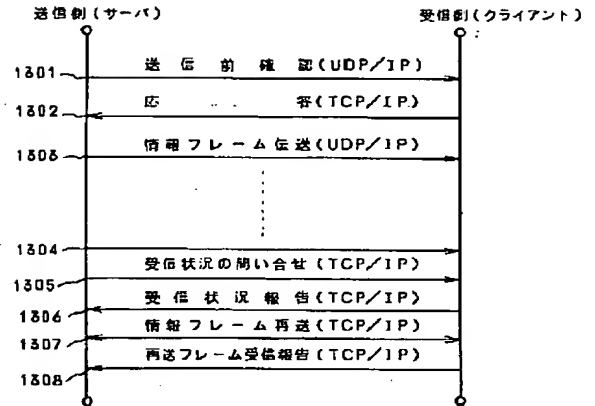 送信側(サーバ)
受信側(クライアント)
1301
送信前確認(UDP/IP)
1302
応答(TCP/IP)
1303
情報フレーム伝送(UDP/IP)
1304
受信状況の問い合せ(TCP/IP)
1305
受信状況報告(TCP/IP)
1306
情報フレーム再送(TCP/IP)
1307
再送フレーム受信報告(TCP/IP)
1308